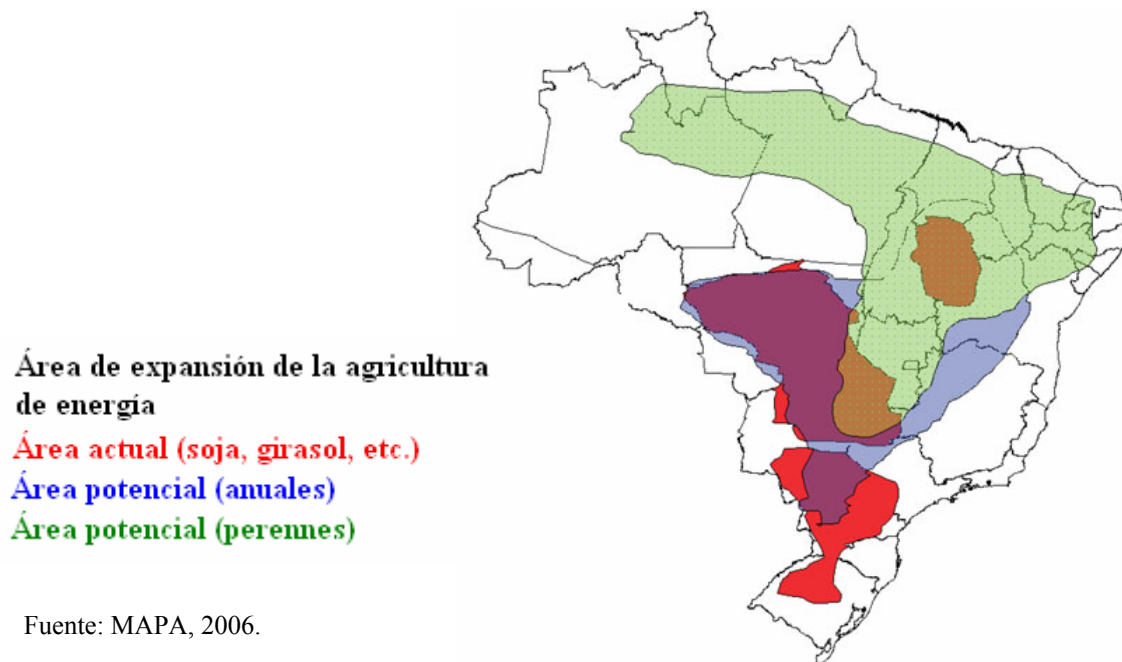 Área de expansión de la agricultura
de energía
Área actual (soja, girasol, etc.)
Área potencial (anuales)
Área potencial (perennes)
Fuente: MAPA, 2006.